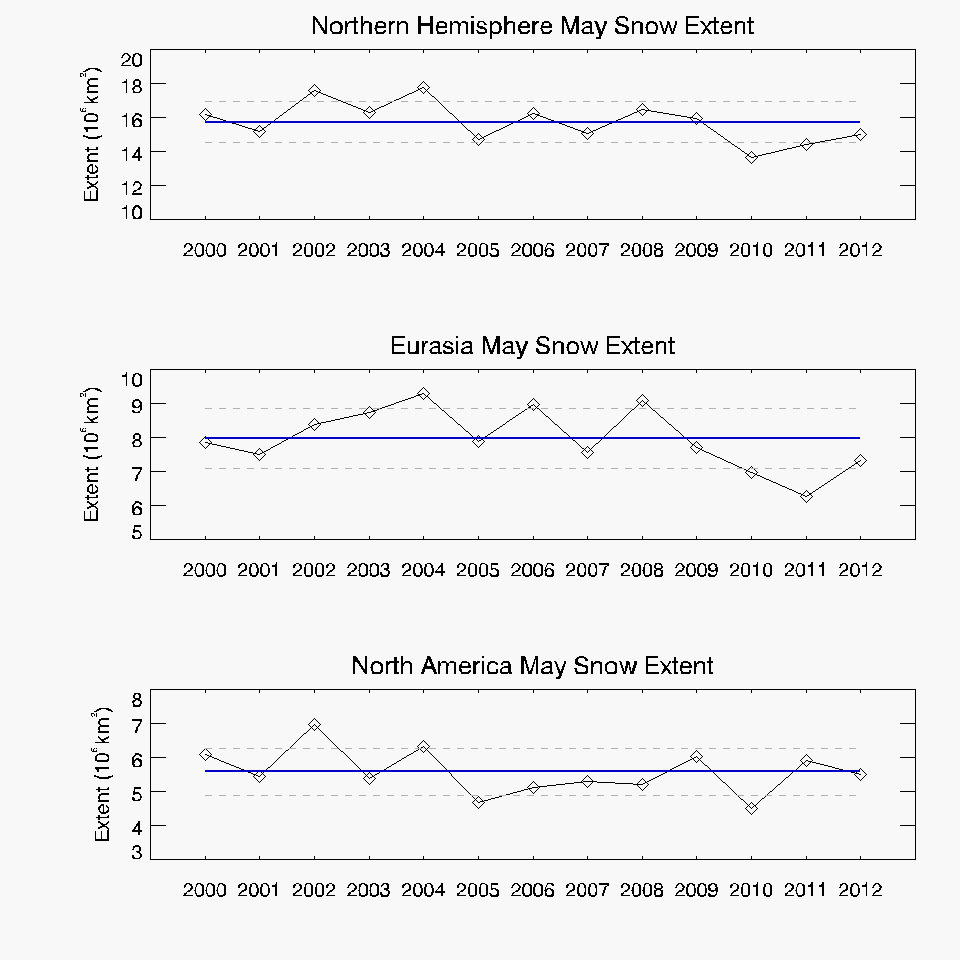 Northern Hemisphere May Snow Extent
Extent (10⁶ km²)
20
18
16
14
12
10
2000 2001 2002 2003 2004 2005 2006 2007 2008 2009 2010 2011 2012
Eurasia May Snow Extent
Extent (10⁶ km²)
10
9
8
7
6
5
2000 2001 2002 2003 2004 2005 2006 2007 2008 2009 2010 2011 2012
North America May Snow Extent
Extent (10⁶ km²)
8
7
6
5
4
3
2000 2001 2002 2003 2004 2005 2006 2007 2008 2009 2010 2011 2012